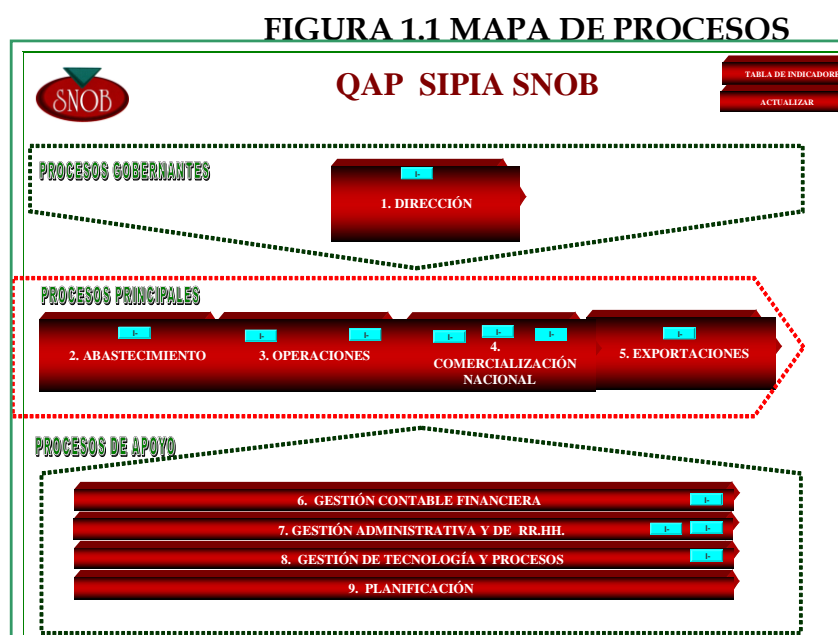 FIGURA 1.1 MAPA DE PROCESOS
SNOB
QAP SIPIA SNOB
TABLA DE INDICADORE
ACTUALIZAR
PROCESOS GOBERNANTES
I-
1. DIRECCIÓN
PROCESOS PRINCIPALES
I-
I-
I-
I-
I-
I-
I-
2. ABASTECIMIENTO
3. OPERACIONES
4.
COMERCIALIZACIÓN
NACIONAL
5. EXPORTACIONES
PROCESOS DE APOYO
6. GESTIÓN CONTABLE FINANCIERA
I-
7. GESTIÓN ADMINISTRATIVA Y DE RR.HH.
I-
I-
8. GESTIÓN DE TECNOLOGÍA Y PROCESOS
I-
9. PLANIFICACIÓN